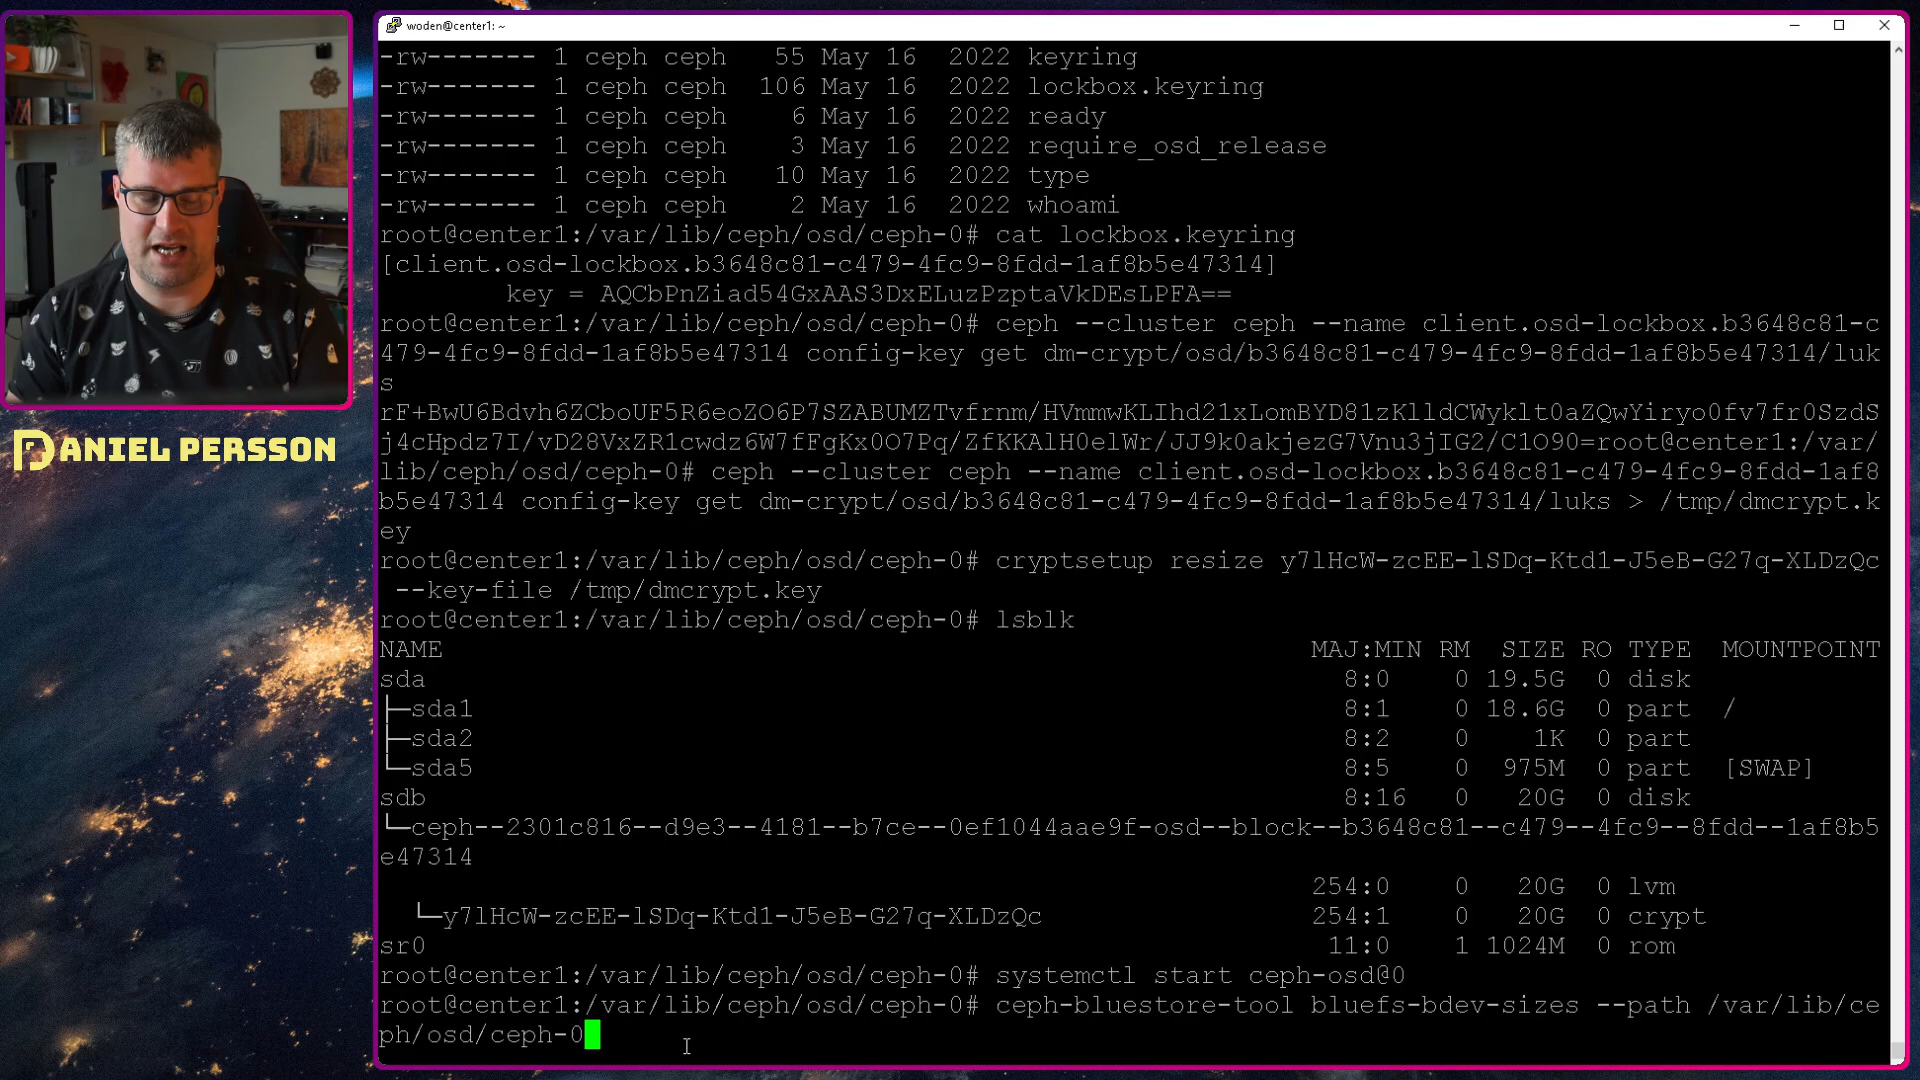 woden@center1: ~
-rw------- 1 ceph ceph   55 May 16  2022 keyring
-rw------- 1 ceph ceph  106 May 16  2022 lockbox.keyring
-rw------- 1 ceph ceph    6 May 16  2022 ready
-rw------- 1 ceph ceph    3 May 16  2022 require_osd_release
-rw------- 1 ceph ceph   10 May 16  2022 type
-rw------- 1 ceph ceph    2 May 16  2022 whoami
root@center1:/var/lib/ceph/osd/ceph-0# cat lockbox.keyring
[client.osd-lockbox.b3648c81-c479-4fc9-8fdd-1af8b5e47314]
        key = AQCbPnZiad54GxAAS3DxELuzPzptaVkDEsLPFA==
root@center1:/var/lib/ceph/osd/ceph-0# ceph --cluster ceph --name client.osd-lockbox.b3648c81-c
479-4fc9-8fdd-1af8b5e47314 config-key get dm-crypt/osd/b3648c81-c479-4fc9-8fdd-1af8b5e47314/luk
s
rF+BwU6Bdvh6ZCboUF5R6eoZO6P7SZABUMZTvfrnm/HVmmwKLIhd21xLomBYD81zKlldCWyklt0aZQwYiryo0fv7fr0SzdS
j4cHpdz7I/vD28VxZR1cwdz6W7fFgKx0O7Pq/ZfKKAlH0elWr/JJ9k0akjezG7Vnu3jIG2/C1O90=root@center1:/var/
lib/ceph/osd/ceph-0# ceph --cluster ceph --name client.osd-lockbox.b3648c81-c479-4fc9-8fdd-1af8
b5e47314 config-key get dm-crypt/osd/b3648c81-c479-4fc9-8fdd-1af8b5e47314/luks > /tmp/dmcrypt.k
ey
root@center1:/var/lib/ceph/osd/ceph-0# cryptsetup resize y7lHcW-zcEE-lSDq-Ktd1-J5eB-G27q-XLDzQc
 --key-file /tmp/dmcrypt.key
root@center1:/var/lib/ceph/osd/ceph-0# lsblk
NAME MAJ:MIN RM SIZE RO TYPE MOUNTPOINT
sda 8:0 0 19.5G 0 disk
├─sda1 8:1 0 18.6G 0 part /
├─sda2 8:2 0 1K 0 part
└─sda5 8:5 0 975M 0 part [SWAP]
sdb 8:16 0 20G 0 disk
└─ceph--2301c816--d9e3--4181--b7ce--0ef1044aae9f-osd--block--b3648c81--c479--4fc9--8fdd--1af8b5
e47314
254:0 0 20G 0 lvm
  └─y7lHcW-zcEE-lSDq-Ktd1-J5eB-G27q-XLDzQc 254:1 0 20G 0 crypt
sr0 11:0 1 1024M 0 rom
root@center1:/var/lib/ceph/osd/ceph-0# systemctl start ceph-osd@0
root@center1:/var/lib/ceph/osd/ceph-0# ceph-bluestore-tool bluefs-bdev-sizes --path /var/lib/ce
ph/osd/ceph-0
DANIEL PERSSON